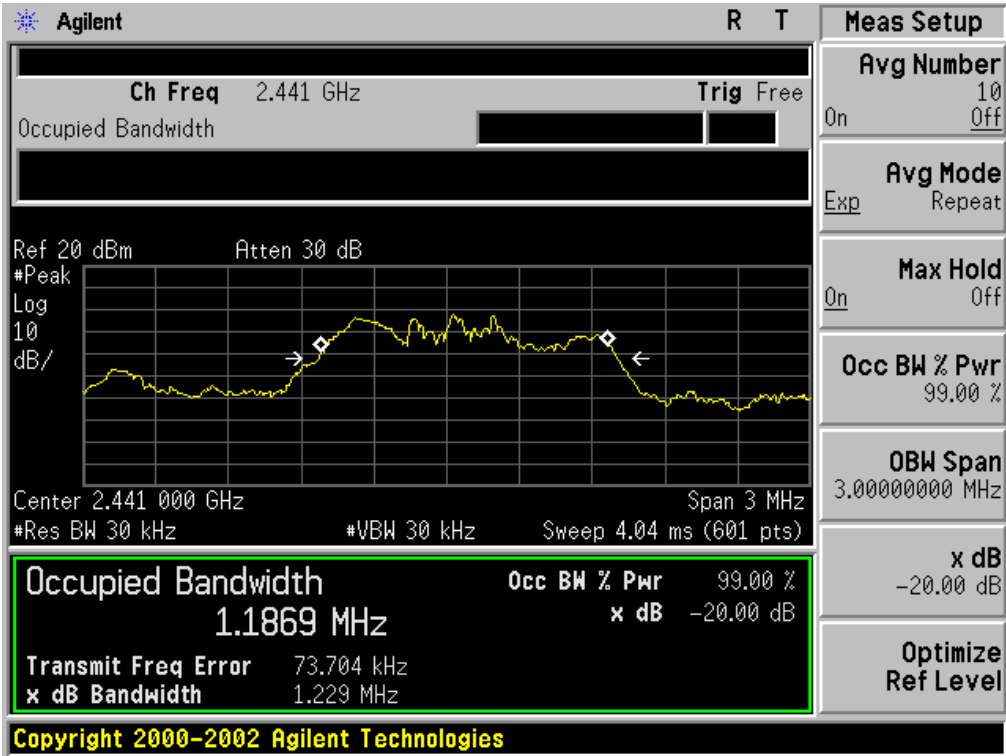 Agilent R T
Ch Freq 2.441 GHz Trig Free
Occupied Bandwidth
Ref 20 dBm Atten 30 dB
#Peak
Log
10
dB/
Center 2.441 000 GHz Span 3 MHz
#Res BW 30 kHz #VBW 30 kHz Sweep 4.04 ms (601 pts)
Occupied Bandwidth
1.1869 MHz
Occ BW % Pwr 99.00 %
x dB -20.00 dB
Transmit Freq Error 73.704 kHz
x dB Bandwidth 1.229 MHz
Meas Setup
Avg Number
10
On Off
Avg Mode
Exp Repeat
Max Hold
On Off
Occ BW % Pwr
99.00 %
OBW Span
3.00000000 MHz
x dB
-20.00 dB
Optimize
Ref Level
Copyright 2000-2002 Agilent Technologies